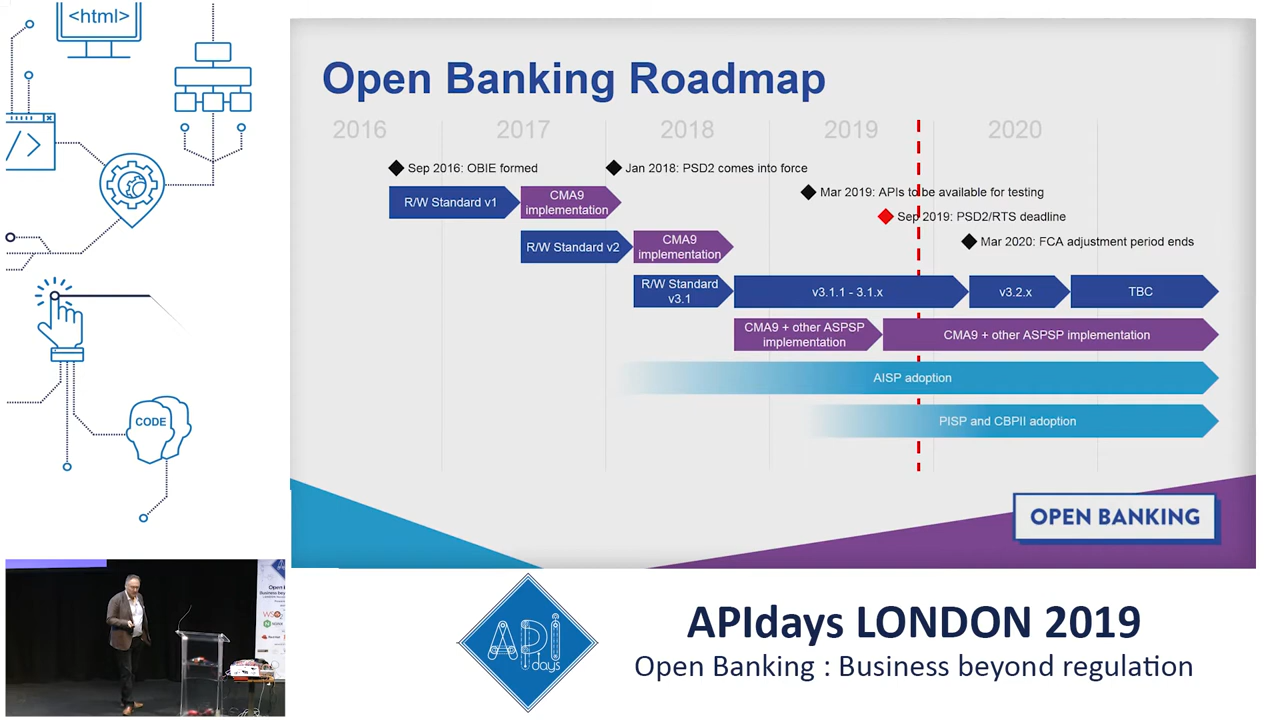 <html>
</>
CODE
Open Banking Roadmap
2016
2017
2018
2019
2020
Sep 2016: OBIE formed
Jan 2018: PSD2 comes into force
Mar 2019: APIs to be available for testing
Sep 2019: PSD2/RTS deadline
Mar 2020: FCA adjustment period ends
R/W Standard v1
CMA9
implementation
R/W Standard v2
CMA9
implementation
R/W Standard
v3.1
v3.1.1 - 3.1.x
v3.2.x
TBC
CMA9 + other ASPSP
implementation
CMA9 + other ASPSP implementation
AISP adoption
PISP and CBPII adoption
OPEN BANKING
API
days
APIdays LONDON 2019
Open Banking : Business beyond regulation